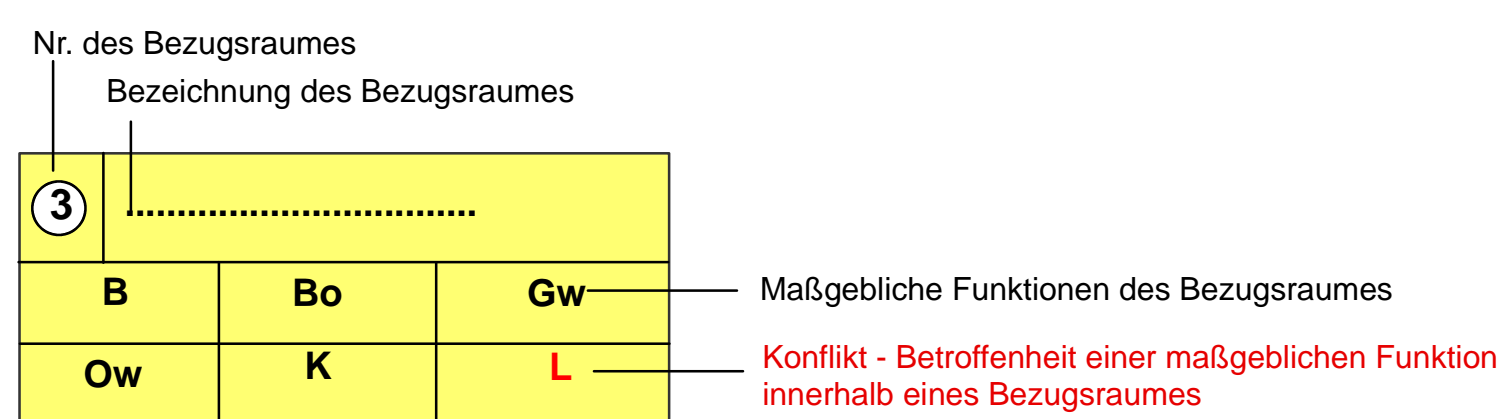 Nr. des Bezugsraumes
Bezeichnung des Bezugsraumes
3 ...................................
B Bo Gw
Maßgebliche Funktionen des Bezugsraumes
Ow K L
Konflikt - Betroffenheit einer maßgeblichen Funktion
innerhalb eines Bezugsraumes